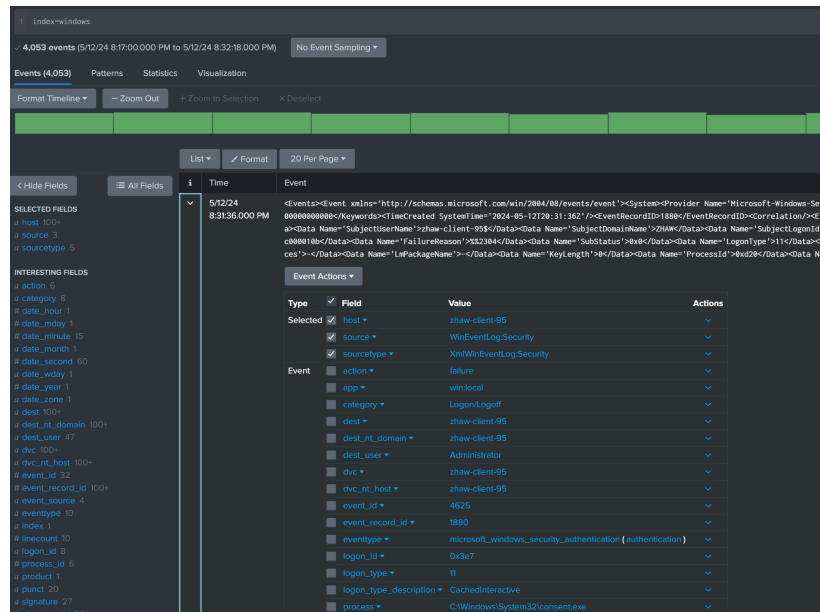 1 index=windows
✓ 4,053 events (5/12/24 8:17:00.000 PM to 5/12/24 8:32:18.000 PM) No Event Sampling ▾
Events (4,053) Patterns Statistics Visualization
Format Timeline ▾ — Zoom Out + Zoom to Selection × Deselect
List ▾ Format 20 Per Page ▾
< Hide Fields All Fields
SELECTED FIELDS
a host 100+
a source 3
a sourcetype 5
INTERESTING FIELDS
a action 6
a category 8
# date_hour 1
# date_mday 1
# date_minute 15
a date_month 1
# date_second 60
a date_wday 1
# date_year 1
a date_zone 1
a dest 100+
a dest_nt_domain 100+
a dest_user 47
a dvc 100+
a dvc_nt_host 100+
# event_id 32
# event_record_id 100+
a event_source 4
a eventtype 10
a index 1
# linecount 10
a logon_id 8
# process_id 6
a product 1
a punct 20
a signature 27
i Time Event
5/12/24
8:31:36.000 PM
<Events><Event xmlns='http://schemas.microsoft.com/win/2004/08/events/event'><System><Provider Name='Microsoft-Windows-Se
00000000000</Keywords><TimeCreated SystemTime='2024-05-12T20:31:36Z'/><EventRecordID>1880</EventRecordID><Correlation/><E
a><Data Name='SubjectUserName'>zhaw-client-95$</Data><Data Name='SubjectDomainName'>ZHAW</Data><Data Name='SubjectLogonId
c000010b</Data><Data Name='FailureReason'>%%2304</Data><Data Name='SubStatus'>0x0</Data><Data Name='LogonType'>11</Data><D
ces'>-</Data><Data Name='LmPackageName'>-</Data><Data Name='KeyLength'>0</Data><Data Name='ProcessId'>0xd20</Data><Data N
Event Actions ▾
Type ✓ Field Value Actions
Selected ✓ host ▾ zhaw-client-95
✓ source ▾ WinEventLog:Security
✓ sourcetype ▾ XmlWinEventLog:Security
Event action ▾ failure
app ▾ win:local
category ▾ Logon/Logoff
dest ▾ zhaw-client-95
dest_nt_domain ▾ zhaw-client-95
dest_user ▾ Administrator
dvc ▾ zhaw-client-95
dvc_nt_host ▾ zhaw-client-95
event_id ▾ 4625
event_record_id ▾ 1880
eventtype ▾ microsoft_windows_security_authentication ( authentication )
logon_id ▾ 0x3e7
logon_type ▾ 11
logon_type_description ▾ CachedInteractive
process ▾ C:\Windows\System32\consent.exe